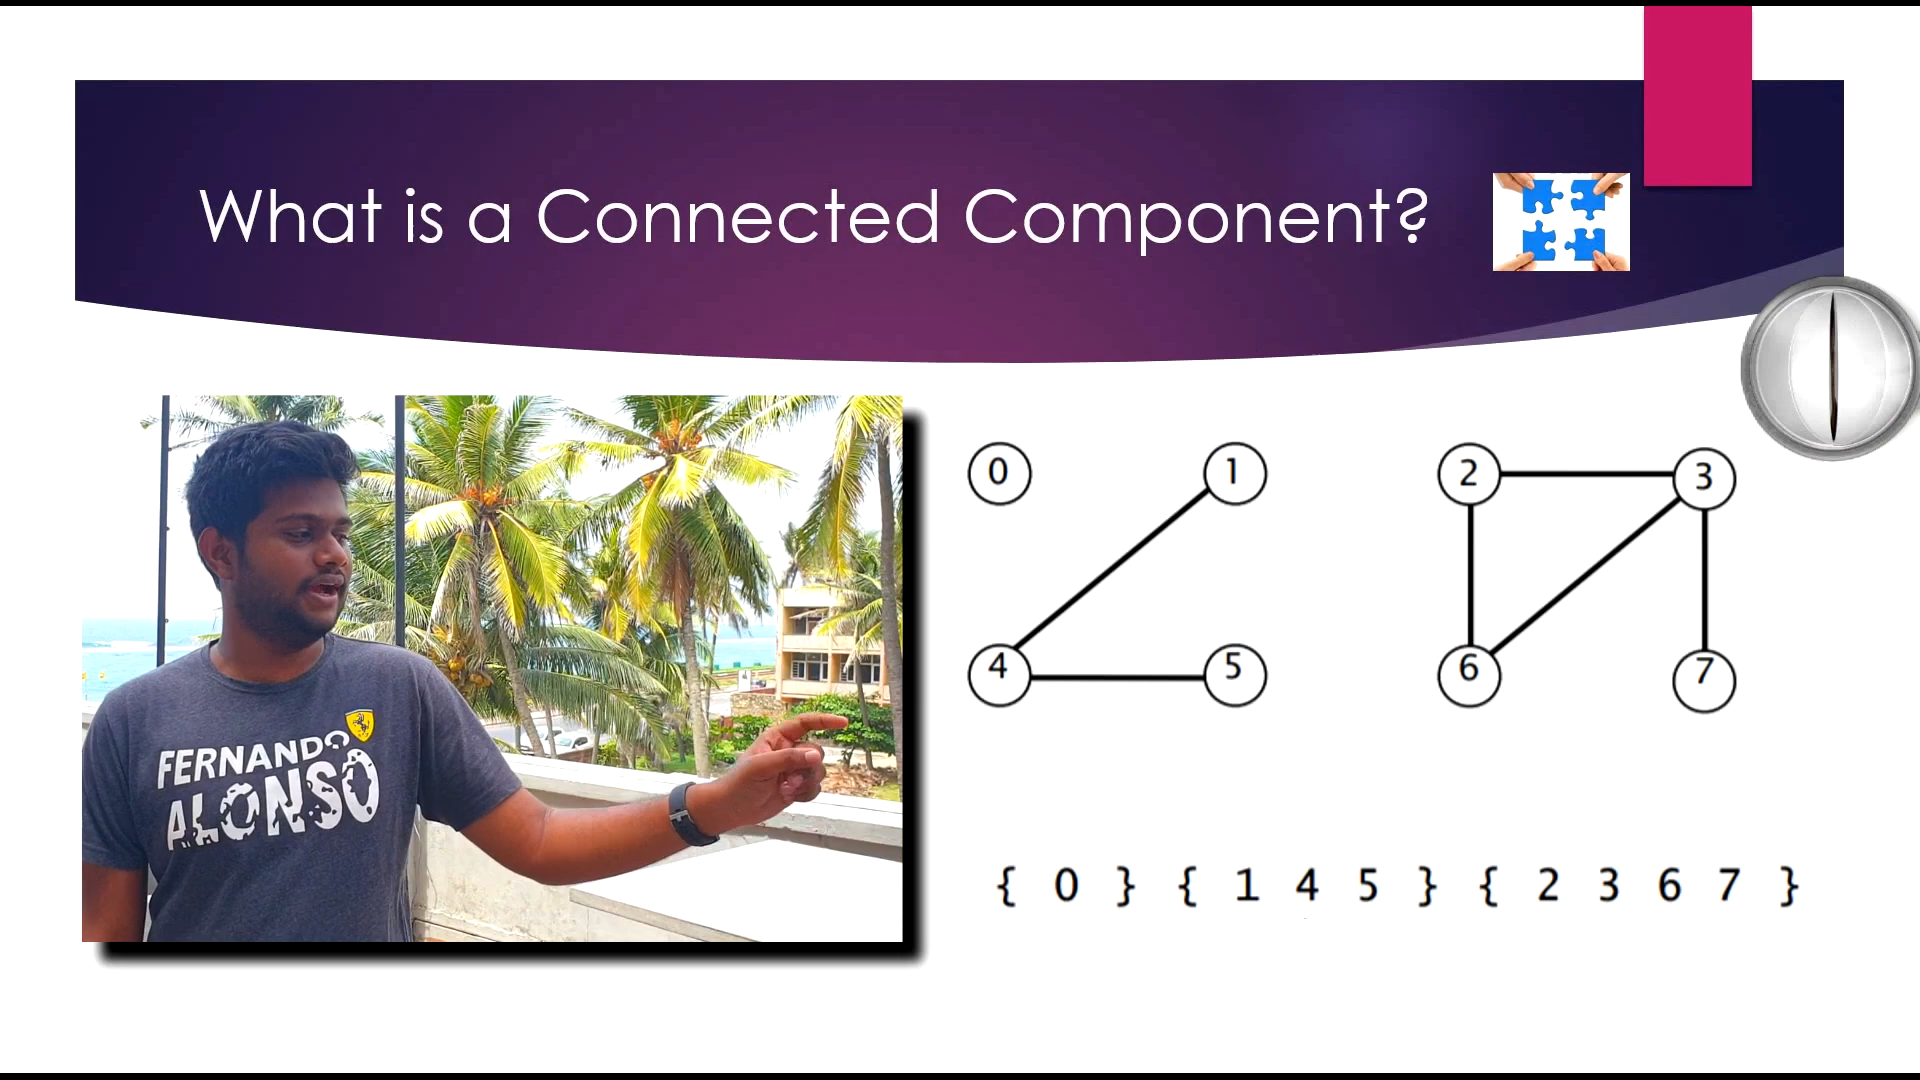 What is a Connected Component?
FERNANDO
ALONSO
0 1 2 3
4 5 6 7
{ 0 } { 1 4 5 } { 2 3 6 7 }